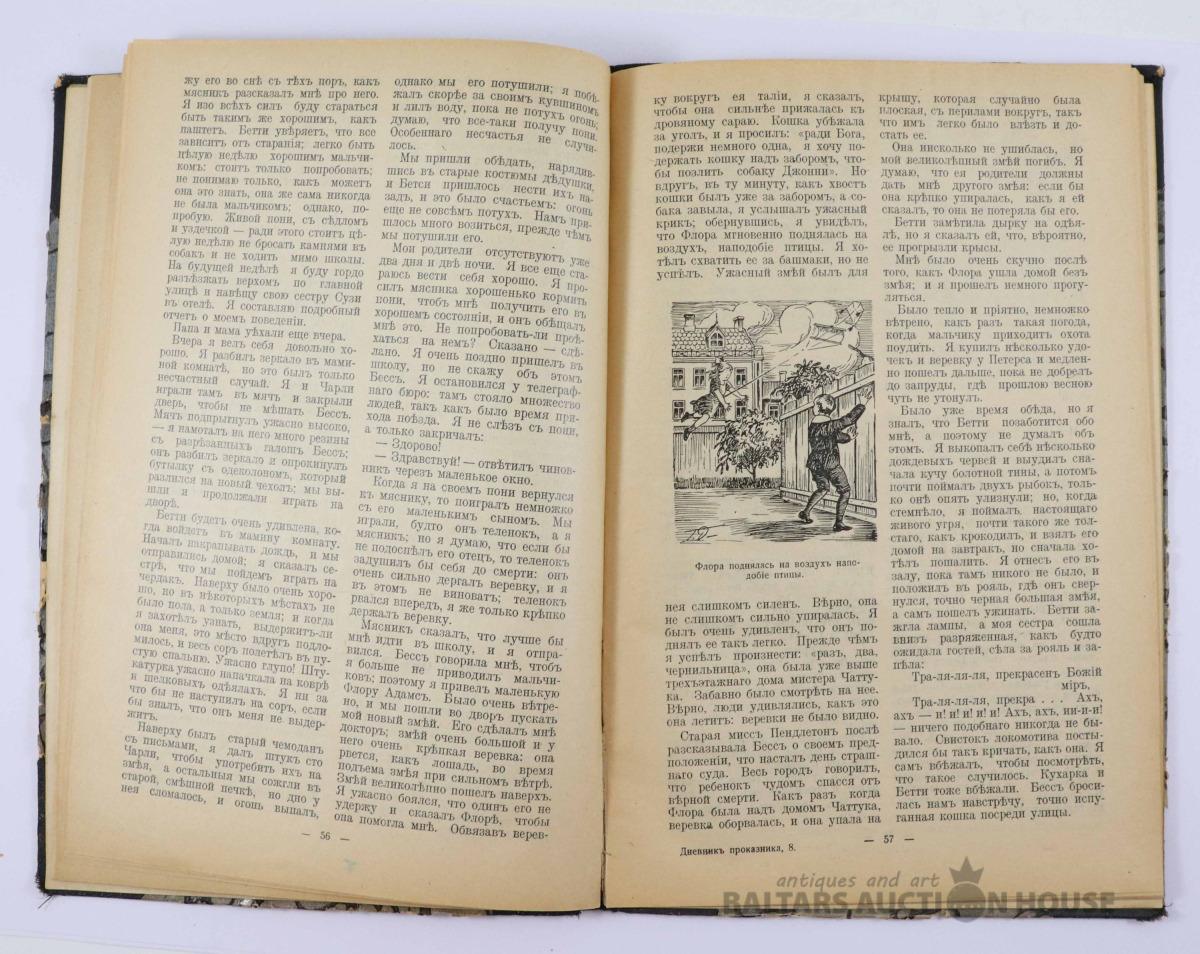 жу его во снѣ съ тѣхъ поръ, какъ
мясникъ разсказалъ мнѣ про него.
Я изо всѣхъ силъ буду стараться
быть такимъ же хорошимъ, какъ
паштетъ. Бетти увѣряетъ, что все
зависитъ отъ старанія; легко быть
цѣлую недѣлю хорошимъ мальчи-
комъ: стоитъ только попробовать;
не понимаю только, какъ можетъ
она это знать, она же сама никогда
не была мальчикомъ; однако, по-
пробую. Живой пони, съ сѣдломъ
и уздечкой — ради этого стоитъ цѣ-
лую недѣлю не бросать камнями въ
собакъ и не ходить мимо школы.
На будущей недѣлѣ я буду гордо
разъѣзжать верхомъ по главной
улицѣ и навѣщу свою сестру Сузи
въ отелѣ. Я составляю подробный
отчетъ о моемъ поведеніи.
Папа и мама уѣхали еще вчера.
Вчера я велъ себя довольно хо-
рошо. Я разбилъ зеркало въ мами-
ной комнатѣ, но это былъ только
несчастный случай. Я и Чарли
играли тамъ въ мячъ и закрыли
дверь, чтобы не мѣшать Бессъ.
Мячъ подпрыгнулъ ужасно высоко,
— я намоталъ на него много резины
съ разрѣзанныхъ галошъ Бессъ;
онъ разбилъ зеркало и опрокинулъ
бутылку съ одеколономъ, который
разлился на новый чехолъ; мы вы-
шли и продолжали играть на
дворѣ.
Бетти будетъ очень удивлена, ко-
гда войдетъ въ мамину комнату.
Началъ накрапывать дождь, и мы
отправились домой; я сказалъ се-
стрѣ, что мы пойдемъ играть на
чердакъ. Наверху было очень хоро-
шо, но въ нѣкоторыхъ мѣстахъ не
было пола, а только земля; и когда
я захотѣлъ узнать, выдержитъ-ли
она меня, это мѣсто вдругъ подло-
милось, и весь соръ полетѣлъ въ пу-
стую спальню. Ужасно глупо! Шту-
катурка ужасно напачкала на коврѣ
и шелковыхъ одѣялахъ. Я ни за
что бы не наступилъ на соръ, если
бы зналъ, что онъ меня не выдер-
житъ.
Наверху былъ старый чемоданъ
съ письмами, я далъ штукъ сто
Чарли, чтобы употребить ихъ на
змѣя, а остальныя мы сожгли въ
старой, смѣшной печкѣ, но дно у
нея сломалось, и огонь выпалъ,
однако мы его потушили; я побѣ-
жалъ скорѣе за своимъ кувшиномъ
и лилъ воду, пока не потухъ огонь;
думаю, что все-таки получу пони.
Особеннаго несчастья не случи-
лось.
Мы пришли обѣдать, нарядив-
шись въ старые костюмы дѣдушки,
и Бетси пришлось нести ихъ на-
задъ, и это было счастьемъ: огонь
еще не совсѣмъ потухъ. Намъ при-
шлось много возиться, прежде чѣмъ
мы потушили его.
Мои родители отсутствуютъ уже
два дня и двѣ ночи. Я все еще ста-
раюсь вести себя хорошо. Я про-
силъ мясника хорошенько кормить
пони, чтобъ мнѣ получить его въ
хорошемъ состояніи, и онъ обѣщалъ
мнѣ это. Не попробовать-ли проѣ-
хаться на немъ? Сказано — сдѣ-
лано. Я очень поздно пришелъ въ
школу, но не скажу объ этомъ
Бессъ. Я остановился у телеграф-
наго бюро: тамъ стояло множество
людей, такъ какъ было время при-
хода поѣзда. Я не слѣзъ съ пони,
а только закричалъ:
— Здорово!
— Здравствуй! — отвѣтилъ чинов-
никъ черезъ маленькое окно.
Когда я на своемъ пони вернулся
къ мяснику, то поигралъ немножко
съ его маленькимъ сыномъ. Мы
играли, будто онъ теленокъ, а я
мясникъ; но я думаю, что если бы
не подоспѣлъ его отецъ, то теленокъ
задушилъ бы себя до смерти: онъ
очень сильно дергалъ веревку, и я
въ этомъ не виноватъ; теленокъ
рвался впередъ, я же только крѣпко
держалъ веревку.
Мясникъ сказалъ, что лучше бы
мнѣ идти въ школу, и я отпра-
вился. Бессъ говорила мнѣ, чтобъ
я больше не приводилъ мальчи-
ковъ; поэтому я привелъ маленькую
Флору Адамсъ. Было очень вѣтре-
но, и мы пошли во дворъ пускать
мой новый змѣй. Его сдѣлалъ мнѣ
докторъ; змѣй очень большой и у
него очень крѣпкая веревка: она
рвется, какъ лошадь, во время
подъема змѣя при сильномъ вѣтрѣ.
Змѣй великолѣпно пошелъ наверхъ.
Я ужасно боялся, что одинъ его не
удержу и сказалъ Флорѣ, чтобы
она помогла мнѣ. Обвязавъ верев-
— 56 —
ку вокругъ ея таліи, я сказалъ,
чтобы она сильнѣе прижалась къ
дровяному сараю. Кошка убѣжала
за уголъ, и я просилъ: «ради Бога,
подержи немного одна, я хочу по-
держать кошку надъ заборомъ, что-
бы позлить собаку Джонни». Но
вдругъ, въ ту минуту, какъ хвостъ
кошки былъ уже за заборомъ, а со-
бака завыла, я услышалъ ужасный
крикъ; обернувшись, я увидѣлъ,
что Флора мгновенно поднялась на
воздухъ, наподобіе птицы. Я хо-
тѣлъ схватить ее за башмаки, но не
успѣлъ. Ужасный змѣй былъ для
Флора поднялась на воздухъ напо-
добіе птицы.
нея слишкомъ силенъ. Вѣрно, она
не слишкомъ сильно упиралась. Я
былъ очень удивленъ, что онъ по-
днялъ ее такъ легко. Прежде чѣмъ
я успѣлъ произнести: «разъ, два,
чернильница», она была уже выше
трехъэтажнаго дома мистера Чатту-
ка. Забавно было смотрѣть на нее.
Вѣрно, люди удивлялись, какъ это
она летитъ: веревки не было видно.
Старая миссъ Пендлетонъ послѣ
разсказывала Бессъ о своемъ пред-
положеніи, что насталъ день страш-
наго суда. Весь городъ говорилъ,
что ребенокъ чудомъ спасся отъ
вѣрной смерти. Какъ разъ когда
Флора была надъ домомъ Чаттука,
веревка оборвалась, и она упала на
крышу, которая случайно была
плоская, съ перилами вокругъ, такъ
что имъ легко было влѣзть и до-
стать ее.
Она нисколько не ушиблась, но
мой великолѣпный змѣй погибъ. Я
думаю, что ея родители должны
дать мнѣ другого змѣя: если бы
она крѣпко упиралась, какъ я ей
сказалъ, то она не потеряла бы его.
Бетти замѣтила дырку на одѣя-
лѣ, но я сказалъ ей, что, вѣроятно,
ее прогрызли крысы.
Мнѣ было очень скучно послѣ
того, какъ Флора ушла домой безъ
змѣя; и я прошелъ немного прогу-
ляться.
Было тепло и пріятно, немножко
вѣтрено, какъ разъ такая погода,
когда мальчику приходитъ охота
поудить. Я купилъ нѣсколько удо-
чекъ и веревку у Петерса и медлен-
но пошелъ дальше, пока не добрелъ
до запруды, гдѣ прошлою весною
чуть не утонулъ.
Было уже время обѣда, но я
зналъ, что Бетти позаботится обо
мнѣ, а поэтому не думалъ объ
этомъ. Я выкопалъ себѣ нѣсколько
дождевыхъ червей и выудилъ сна-
чала кучу болотной тины, а потомъ
почти поймалъ двухъ рыбокъ, толь-
ко онѣ опять улизнули; но, когда
стемнѣло, я поймалъ настоящаго
живого угря, почти такого же тол-
стаго, какъ крокодилъ, и взялъ его
домой на завтракъ, но сначала хо-
тѣлъ пошалить. Я отнесъ его въ
залу, пока тамъ никого не было, и
положилъ въ рояль, гдѣ онъ свер-
нулся, точно черная большая змѣя,
а самъ пошелъ ужинать. Бетти за-
жгла лампы, а моя сестра сошла
внизъ разряженная, какъ будто
ожидала гостей, сѣла за рояль и за-
пѣла:
Тра-ля-ля-ля, прекрасенъ Божій
міръ,
Тра-ля-ля-ля, прекра . . . Ахъ,
ахъ — и! и! и! и! и! Ахъ, ахъ, ии-и-и!
— ничего подобнаго никогда не бы-
вало. Свистокъ локомотива посты-
дился бы такъ кричать, какъ она. Я
самъ вбѣжалъ, чтобы посмотрѣть,
что такое случилось. Кухарка и
Бетти тоже вбѣжали. Бессъ броси-
лась намъ навстрѣчу, точно испу-
ганная кошка посреди улицы.
— 57 —
Дневникъ проказника, 8.
antiques and art
BALTARS AUCTION HOUSE